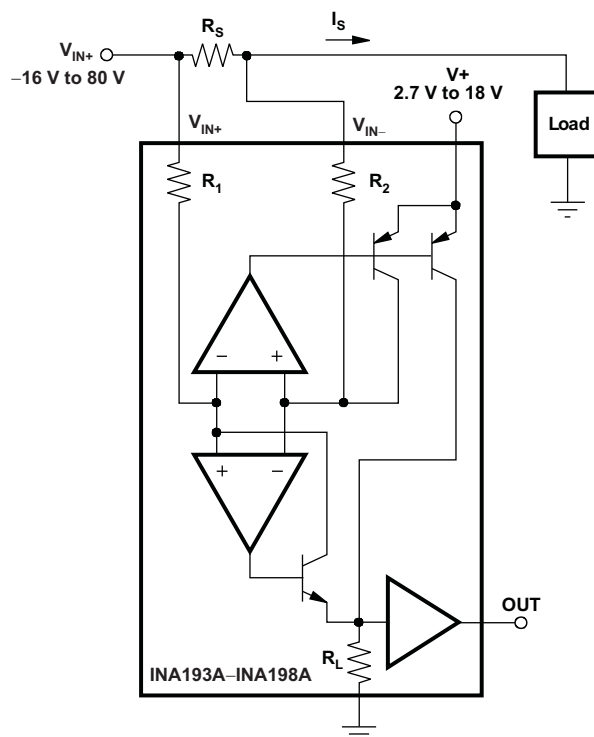 V_IN+
−16 V to 80 V
R_S
I_S
V+
2.7 V to 18 V
Load
V_IN+
V_IN−
R_1
R_2
− +
+ −
OUT
R_L
INA193A−INA198A